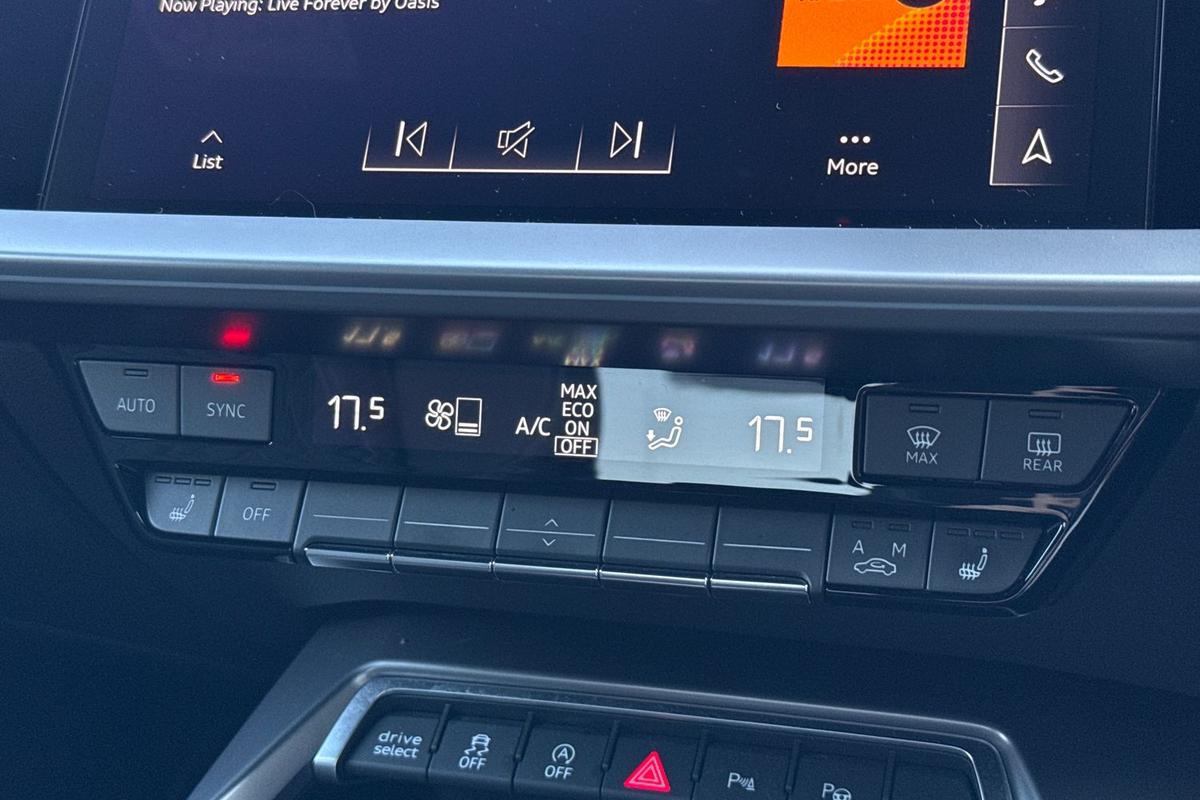 Now Playing: Live Forever by Oasis
List
More
AUTO
SYNC
17.5
A/C
MAX
ECO
ON
OFF
17.5
MAX
REAR
OFF
A M
drive
select
OFF
A
OFF
P
P